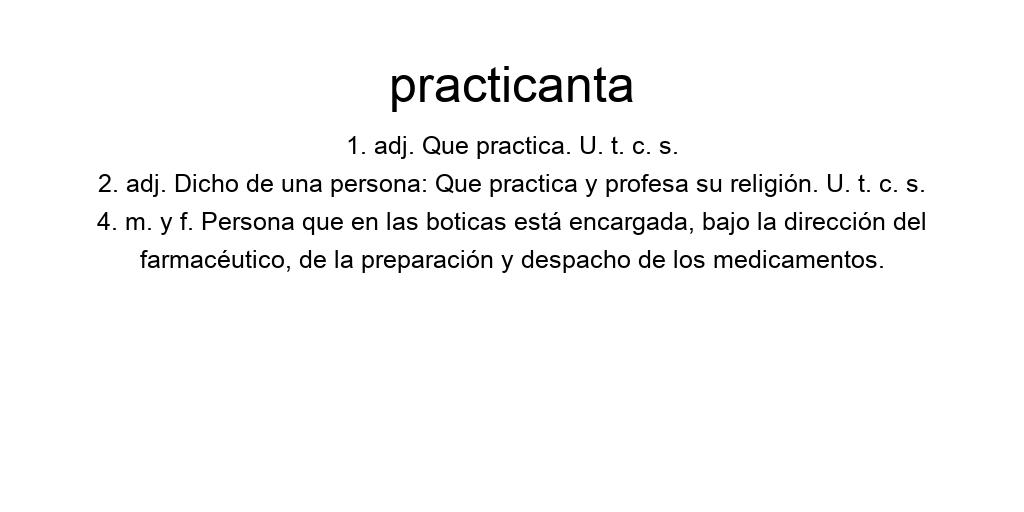 practicanta
1. adj. Que practica. U. t. c. s.
2. adj. Dicho de una persona: Que practica y profesa su religión. U. t. c. s.
4. m. y f. Persona que en las boticas está encargada, bajo la dirección del
farmacéutico, de la preparación y despacho de los medicamentos.